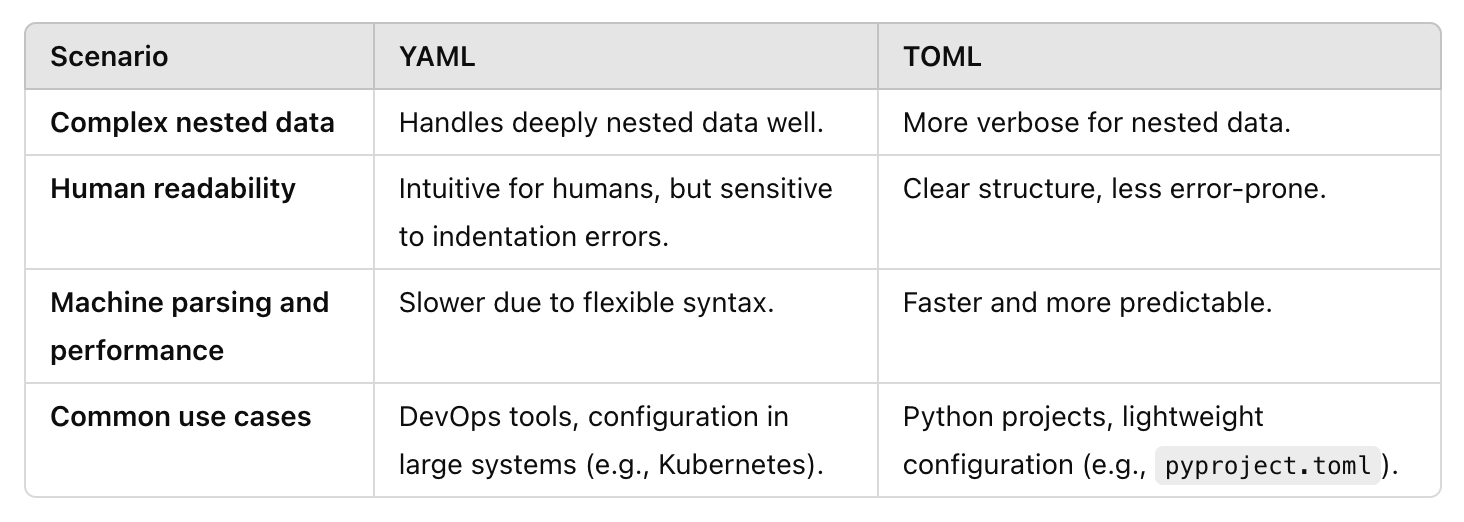 Scenario
YAML
TOML
Complex nested data
Handles deeply nested data well.
More verbose for nested data.
Human readability
Intuitive for humans, but sensitive
to indentation errors.
Clear structure, less error-prone.
Machine parsing and
performance
Slower due to flexible syntax.
Faster and more predictable.
Common use cases
DevOps tools, configuration in
large systems (e.g., Kubernetes).
Python projects, lightweight
configuration (e.g., pyproject.toml).